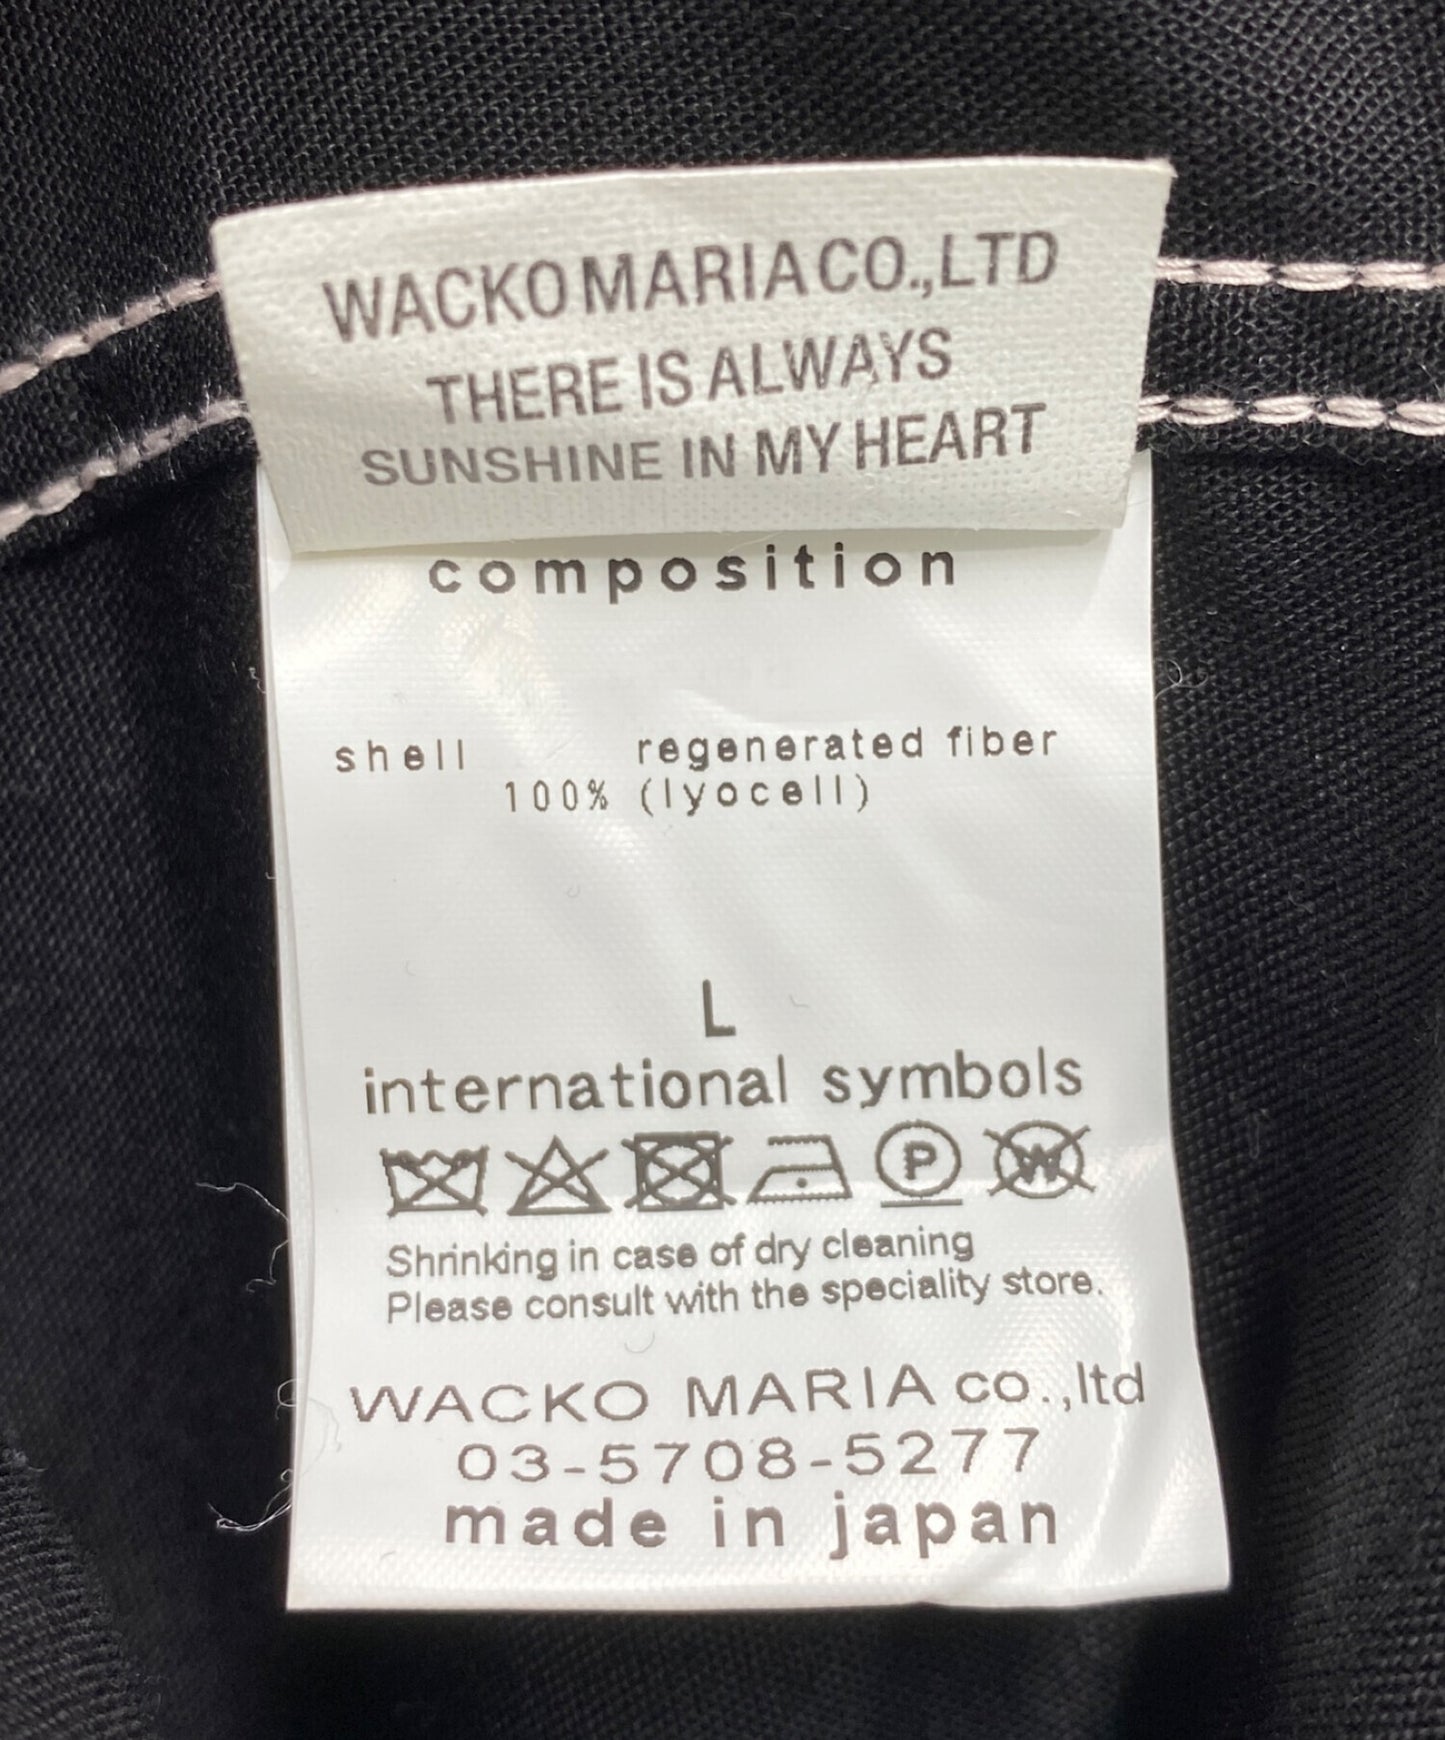 WACKO MARIA CO.,LTD
THERE IS ALWAYS
SUNSHINE IN MY HEART
composition
shell regenerated fiber
100% (lyocell)
L
international symbols
P W
Shrinking in case of dry cleaning
Please consult with the speciality store.
WACKO MARIA co.,ltd
03-5708-5277
made in japan